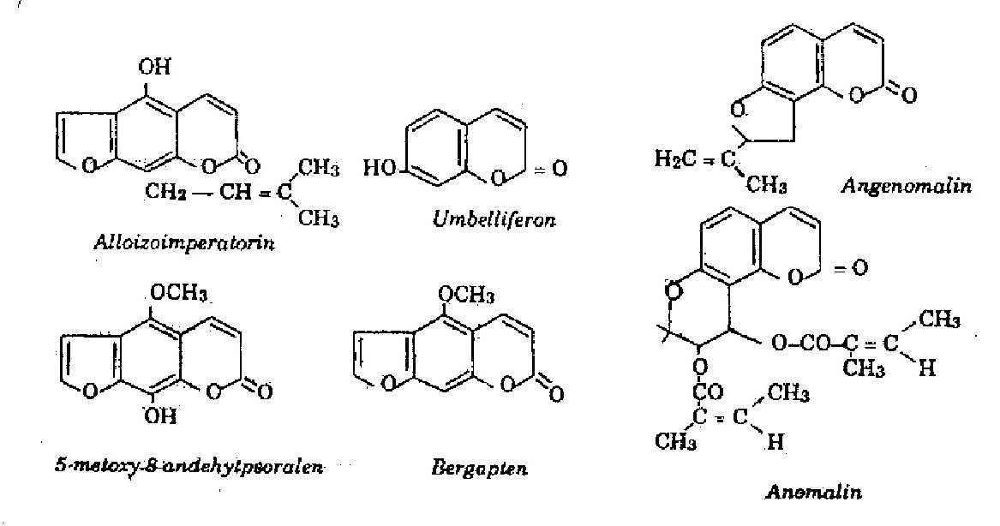 OH
O
O
O
CH₂ — CH = C
CH₃
CH₃
Alloizoimperatorin
HO
O
= O
Umbelliferon
O
O
O
H₂C = C
CH₃
Angenomalin
OCH₃
O
O
O
OH
5-metoxy-8-andehytpsoralen
OCH₃
O
O
O
Bergapten
O
= O
O
O—CO—C = C
CH₃
CH₃
H
O
CO
C = C
CH₃
CH₃
H
Anomalin